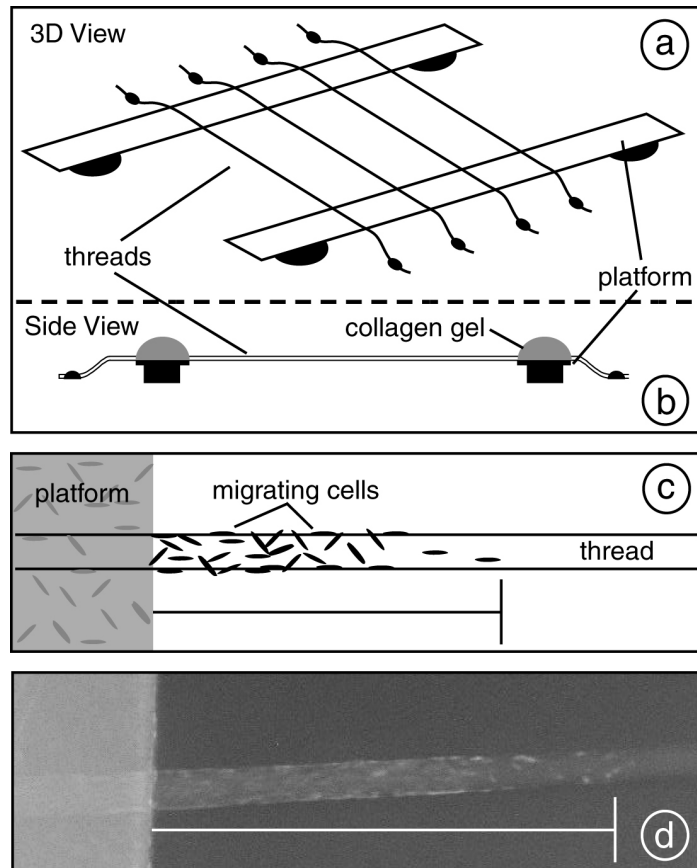 3D View
a
threads
platform
Side View
collagen gel
b
c
platform
migrating cells
thread
d